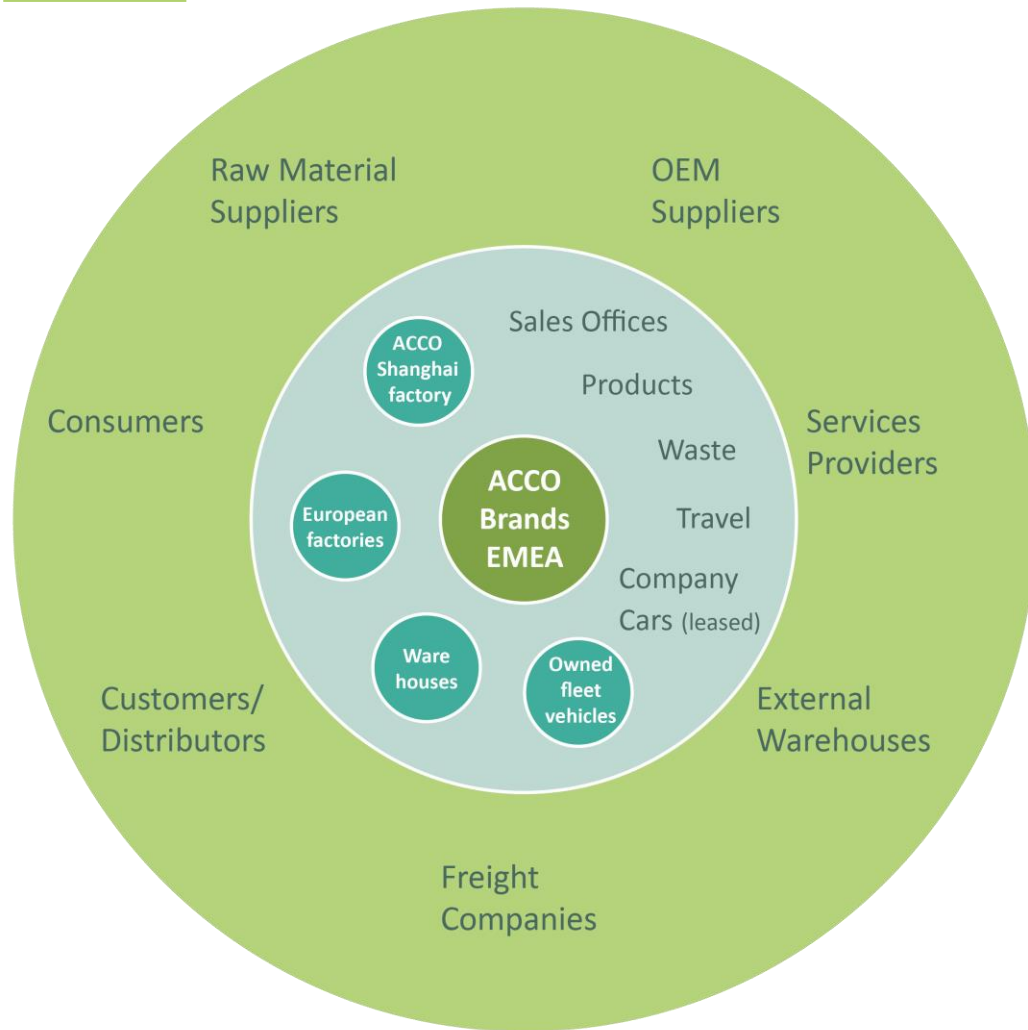 Raw Material
Suppliers
OEM
Suppliers
Sales Offices
ACCO
Shanghai
factory
Products
Consumers
Services
Providers
Waste
ACCO
Brands
EMEA
European
factories
Travel
Company
Cars (leased)
Ware
houses
Owned
fleet
vehicles
Customers/
Distributors
External
Warehouses
Freight
Companies